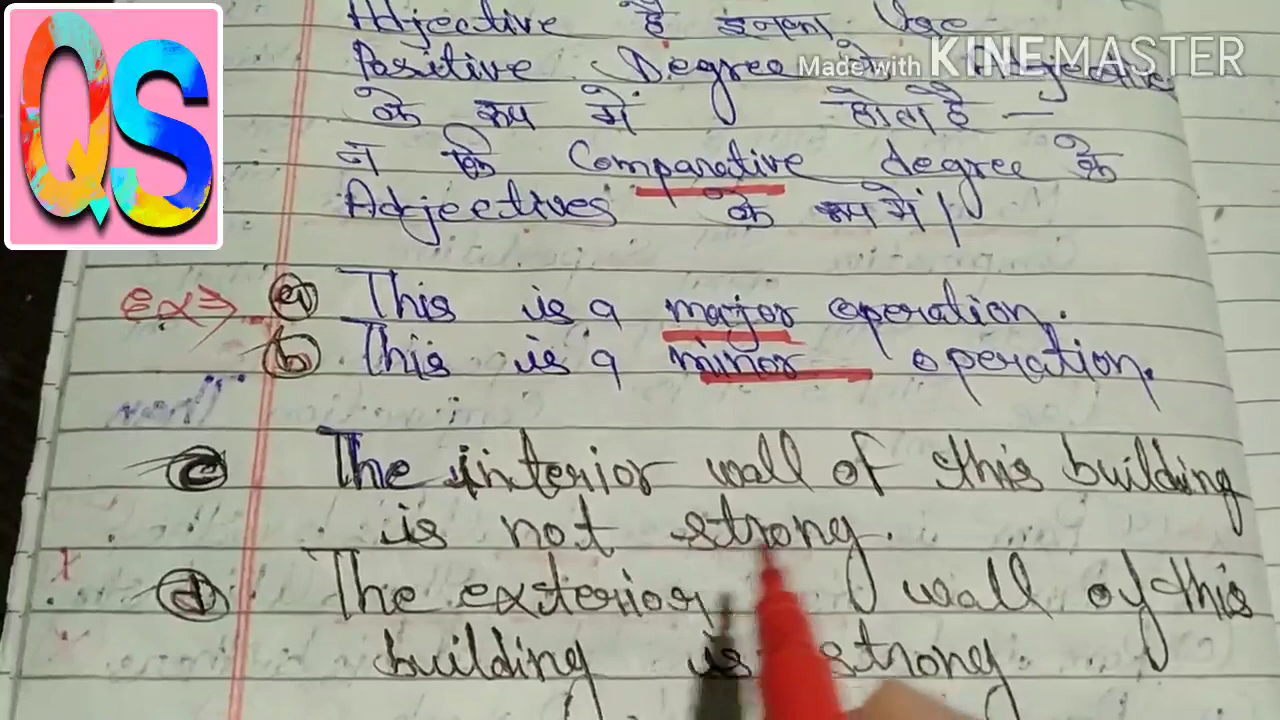 QS
Made with KINEMASTER
Adjective है इनका Use
Positive Degree के Adjective
के रूप में होता है —
न कि Comparative degree के
Adjectives के रूप में।
ex⇒ (a) This is a major operation.
(b) This is a minor operation.
(c) The interior wall of this building
is not strong.
(d) The exterior wall of this
building is strong.